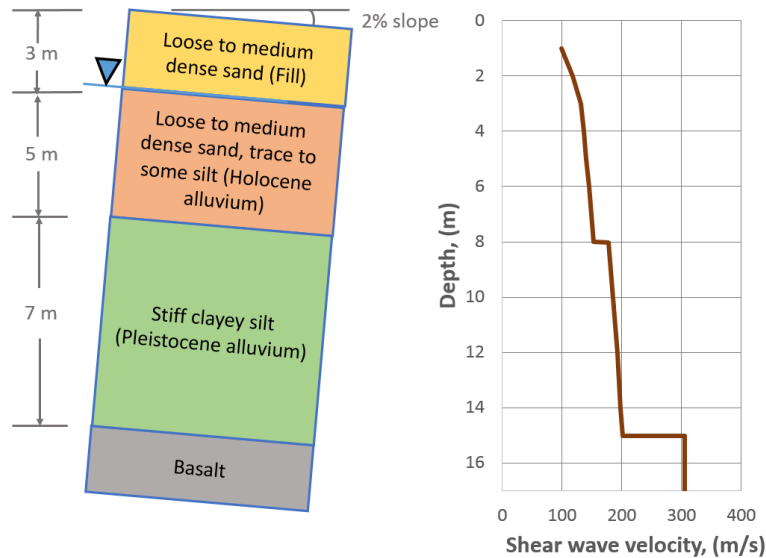 2% slope
3 m
Loose to medium
dense sand (Fill)
5 m
Loose to medium
dense sand, trace to
some silt (Holocene
alluvium)
7 m
Stiff clayey silt
(Pleistocene alluvium)
Basalt
Depth, (m)
0
2
4
6
8
10
12
14
16
0 100 200 300 400
Shear wave velocity, (m/s)